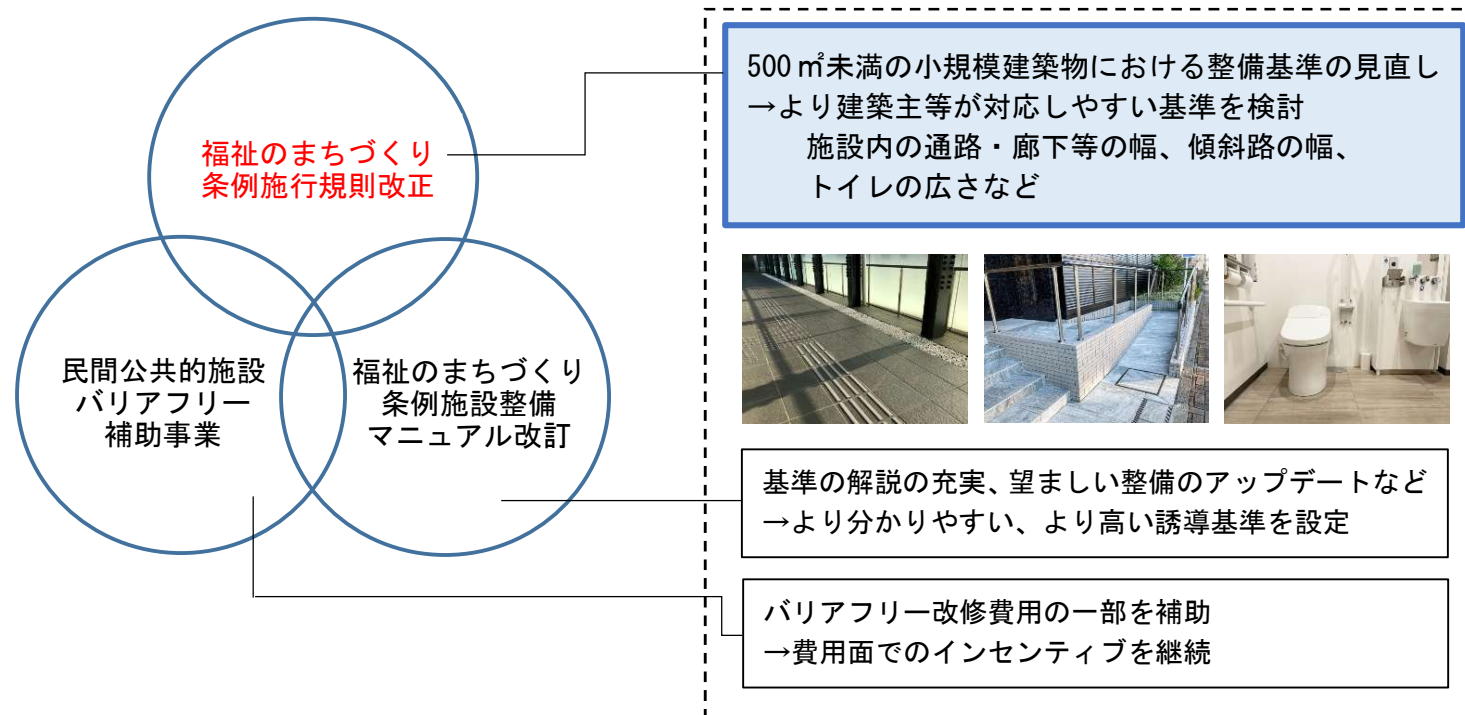 福祉のまちづくり
条例施行規則改正
民間公共的施設
バリアフリー
補助事業
福祉のまちづくり
条例施設整備
マニュアル改訂
500㎡未満の小規模建築物における整備基準の見直し
→より建築主等が対応しやすい基準を検討
施設内の通路・廊下等の幅、傾斜路の幅、
トイレの広さなど
基準の解説の充実、望ましい整備のアップデートなど
→より分かりやすい、より高い誘導基準を設定
バリアフリー改修費用の一部を補助
→費用面でのインセンティブを継続